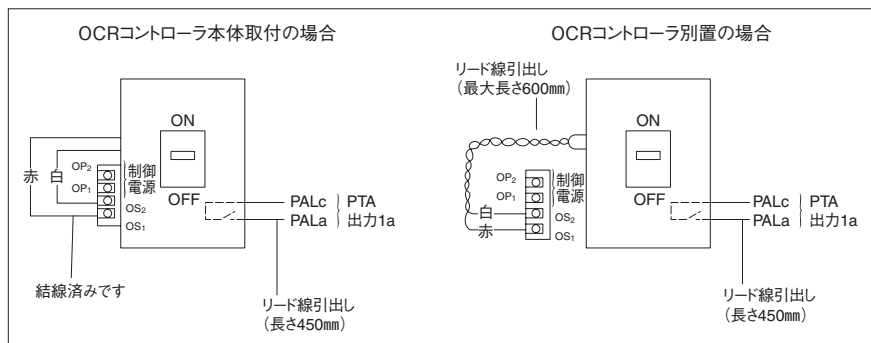 OCRコントローラ本体取付の場合
ON
OFF
赤
白
OP₂
OP₁
制御
電源
OS₂
OS₁
PALc
PALa
PTA
出力1a
結線済みです
リード線引出し
(長さ450㎜)
OCRコントローラ別置の場合
リード線引出し
(最大長さ600㎜)
ON
OFF
OP₂
OP₁
制御
電源
白
赤
OS₂
OS₁
PALc
PALa
PTA
出力1a
リード線引出し
(長さ450㎜)